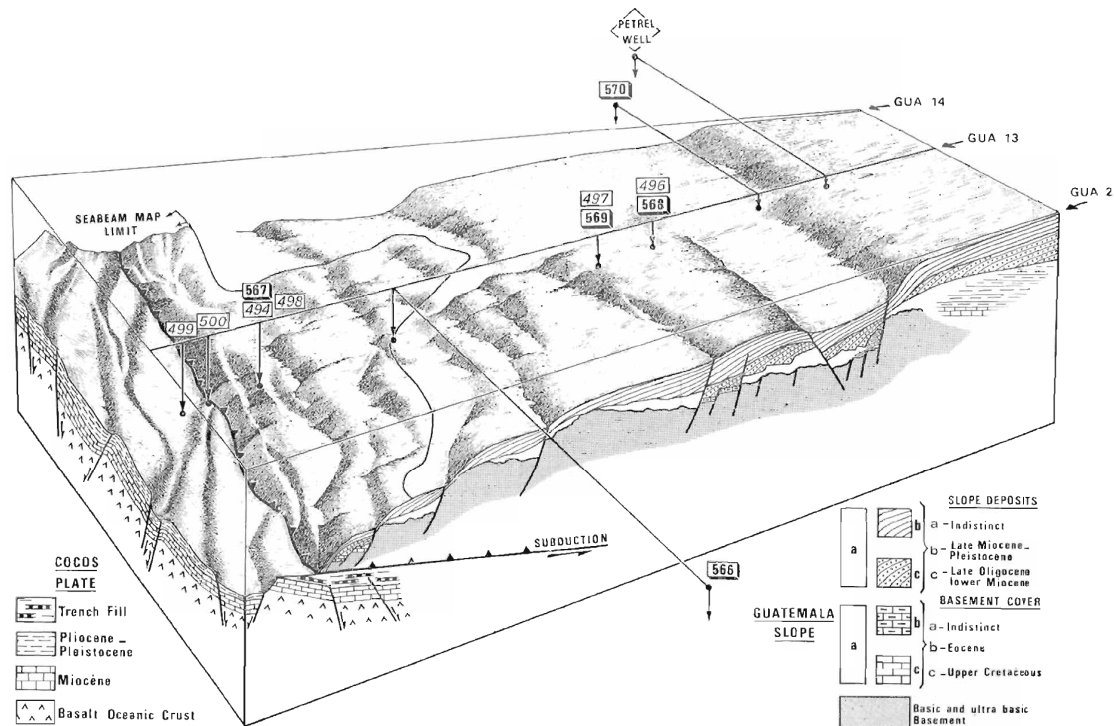 PETREL
WELL
570
GUA 14
GUA 13
GUA 2
497
496
569
568
SEABEAM MAP
LIMIT
567
499
500
494
498
SUBDUCTION
566
COCOS
PLATE
Trench Fill
Pliocene -
Pleistocene
Miocène
Basalt Oceanic Crust
GUATEMALA
SLOPE
SLOPE DEPOSITS
a
b
c
a - Indistinct
b - Late Miocene -
Pleistocene
c - Late Oligocene
lower Miocene
BASEMENT COVER
a
b
c
a - Indistinct
b - Eocene
c - Upper Cretaceous
Basic and ultra basic
Basement